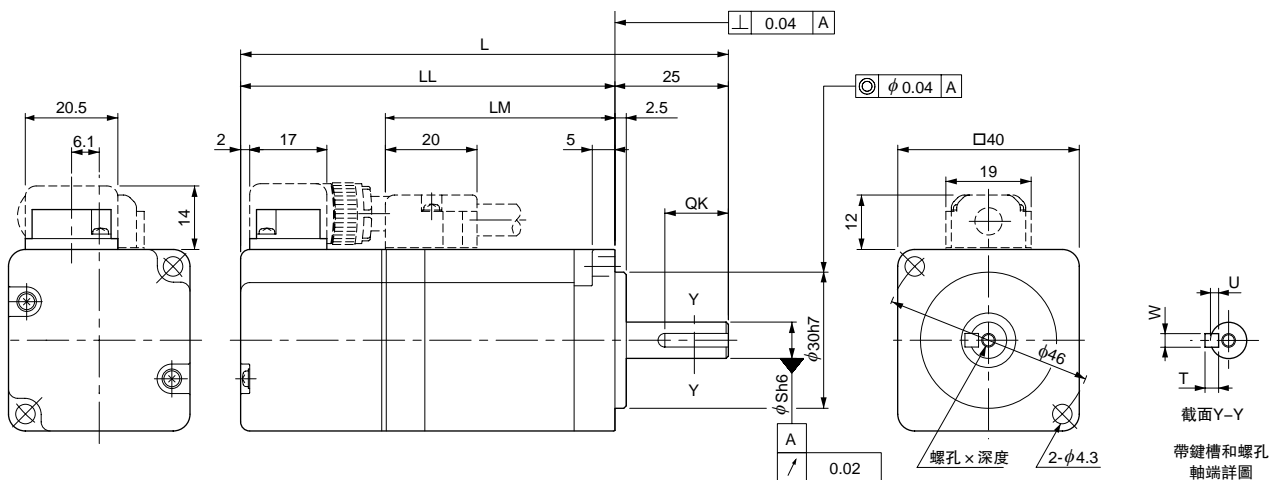 ⊥ 0.04 A
L
LL
25
◎ ϕ 0.04 A
LM
2.5
20.5
2
17
20
5
□40
6.1
19
QK
14
12
Y
U
W
ϕ30h7
ϕ46
T
Y
ϕSh6
截面Y–Y
A
螺孔×深度
2-ϕ4.3
帶鍵槽和螺孔
軸端詳圖
↗ 0.02